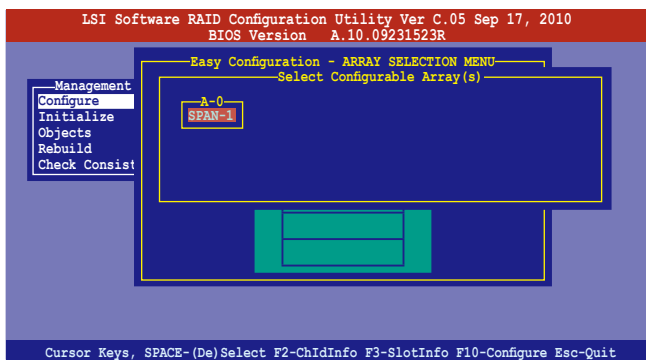 LSI Software RAID Configuration Utility Ver C.05 Sep 17, 2010
BIOS Version A.10.09231523R
Easy Configuration - ARRAY SELECTION MENU
Select Configurable Array(s)
Management
Configure
Initialize
Objects
Rebuild
Check Consist
A-0
SPAN-1
Cursor Keys, SPACE-(De)Select F2-ChIdInfo F3-SlotInfo F10-Configure Esc-Quit